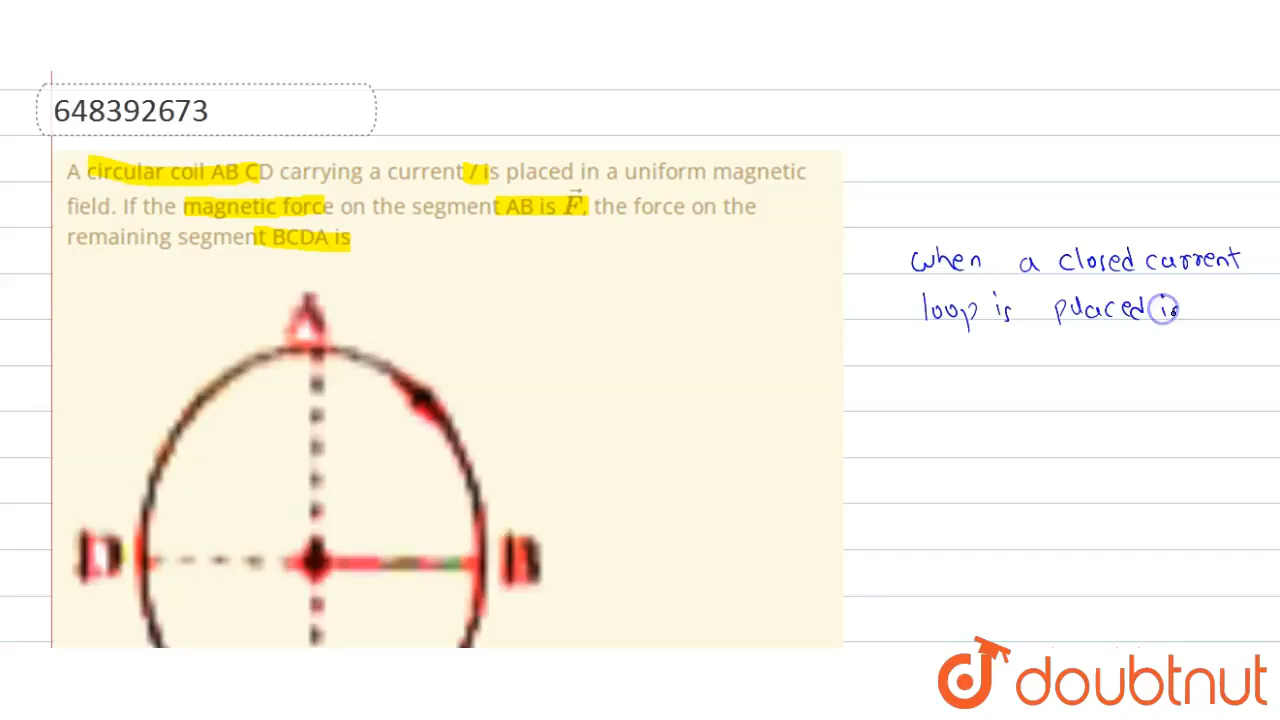 648392673
A circular coil AB CD carrying a current / is placed in a uniform magnetic
field. If the magnetic force on the segment AB is F⃗, the force on the
remaining segment BCDA is
when a closed current
loop is placed is
A
D
B
doubtnut